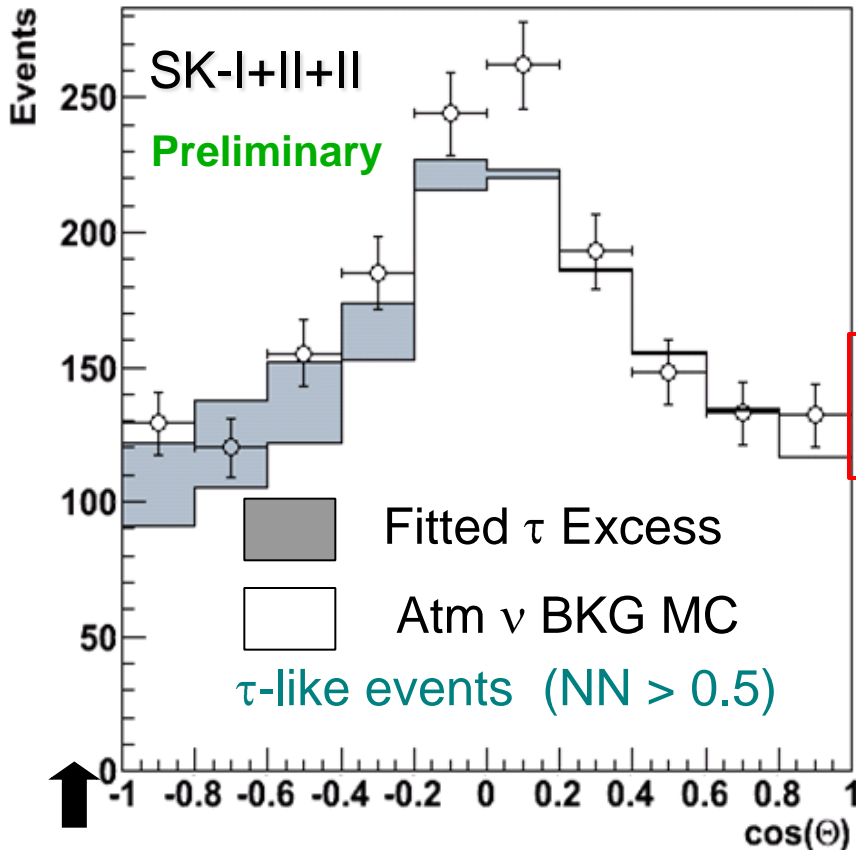 Events
SK-I+II+II
Preliminary
250
200
150
100
50
0
Fitted τ Excess
Atm ν BKG MC
τ-like events (NN > 0.5)
-1 -0.8 -0.6 -0.4 -0.2 0 0.2 0.4 0.6 0.8 1
cos(Θ)